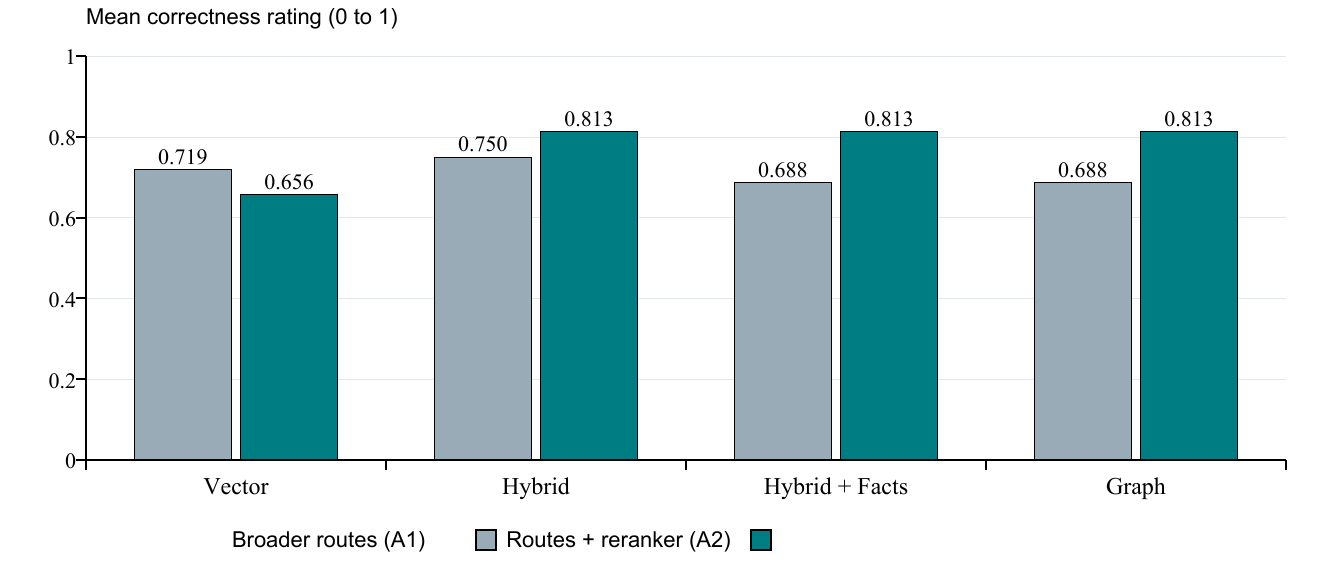 Mean correctness rating (0 to 1)
1
0.8
0.6
0.4
0.2
0
0.719
0.656
0.750
0.813
0.688
0.813
0.688
0.813
Vector
Hybrid
Hybrid + Facts
Graph
Broader routes (A1)
Routes + reranker (A2)